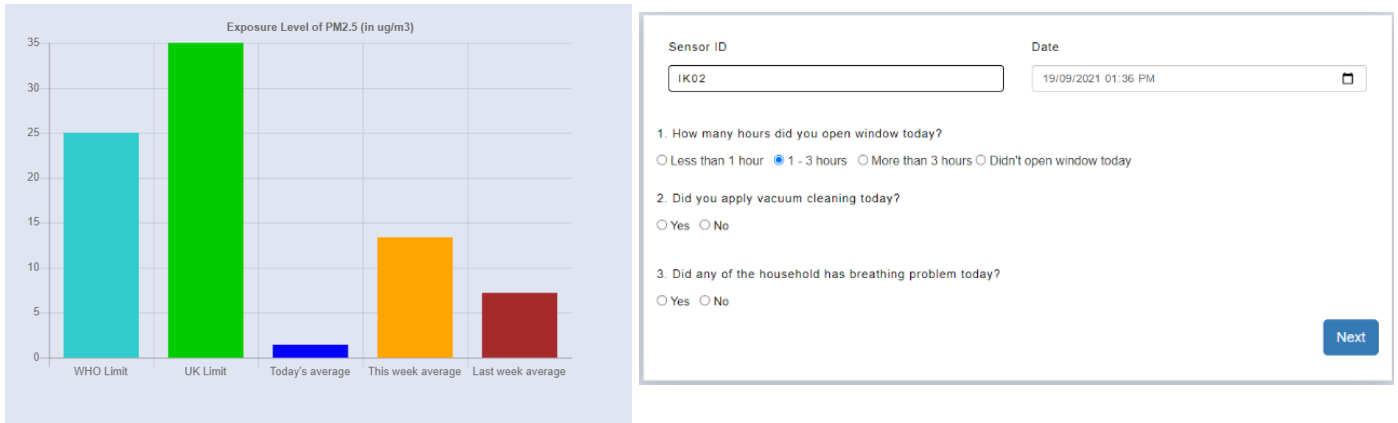 Exposure Level of PM2.5 (in ug/m3)
35
30
25
20
15
10
5
0
WHO Limit UK Limit Today's average This week average Last week average
Sensor ID Date
IK02 19/09/2021 01:36 PM
1. How many hours did you open window today?
Less than 1 hour 1 - 3 hours More than 3 hours Didn't open window today
2. Did you apply vacuum cleaning today?
Yes No
3. Did any of the household has breathing problem today?
Yes No
Next